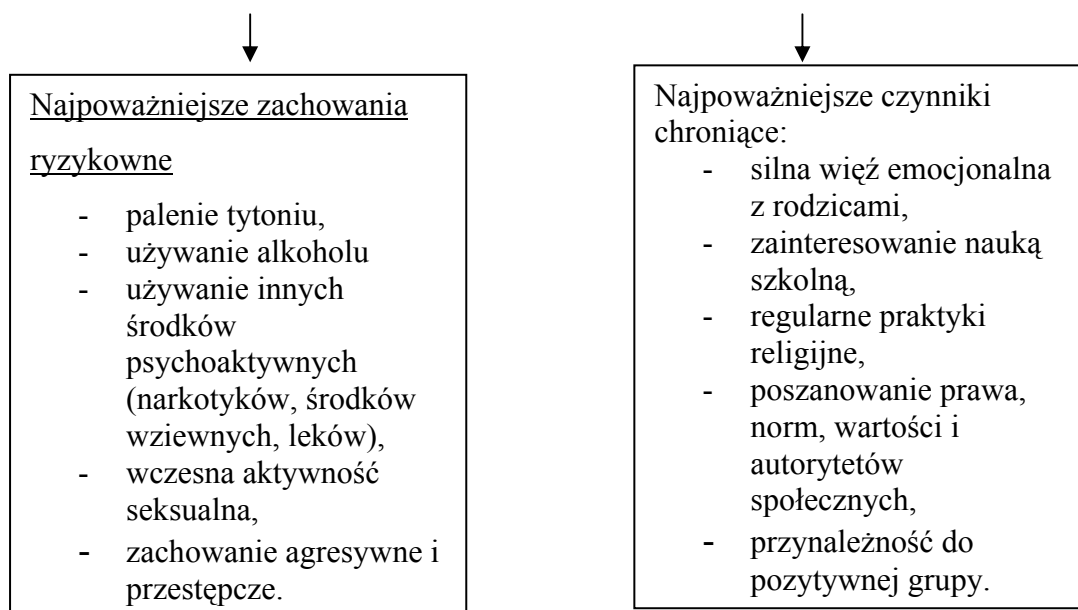 Najpoważniejsze zachowania
ryzykowne
- palenie tytoniu,
- używanie alkoholu
- używanie innych
środków
psychoaktywnych
(narkotyków, środków
wziewnych, leków),
- wczesna aktywność
seksualna,
- zachowanie agresywne i
przestępcze.
Najpoważniejsze czynniki
chroniące:
- silna więź emocjonalna
z rodzicami,
- zainteresowanie nauką
szkolną,
- regularne praktyki
religijne,
- poszanowanie prawa,
norm, wartości i
autorytetów
społecznych,
- przynależność do
pozytywnej grupy.